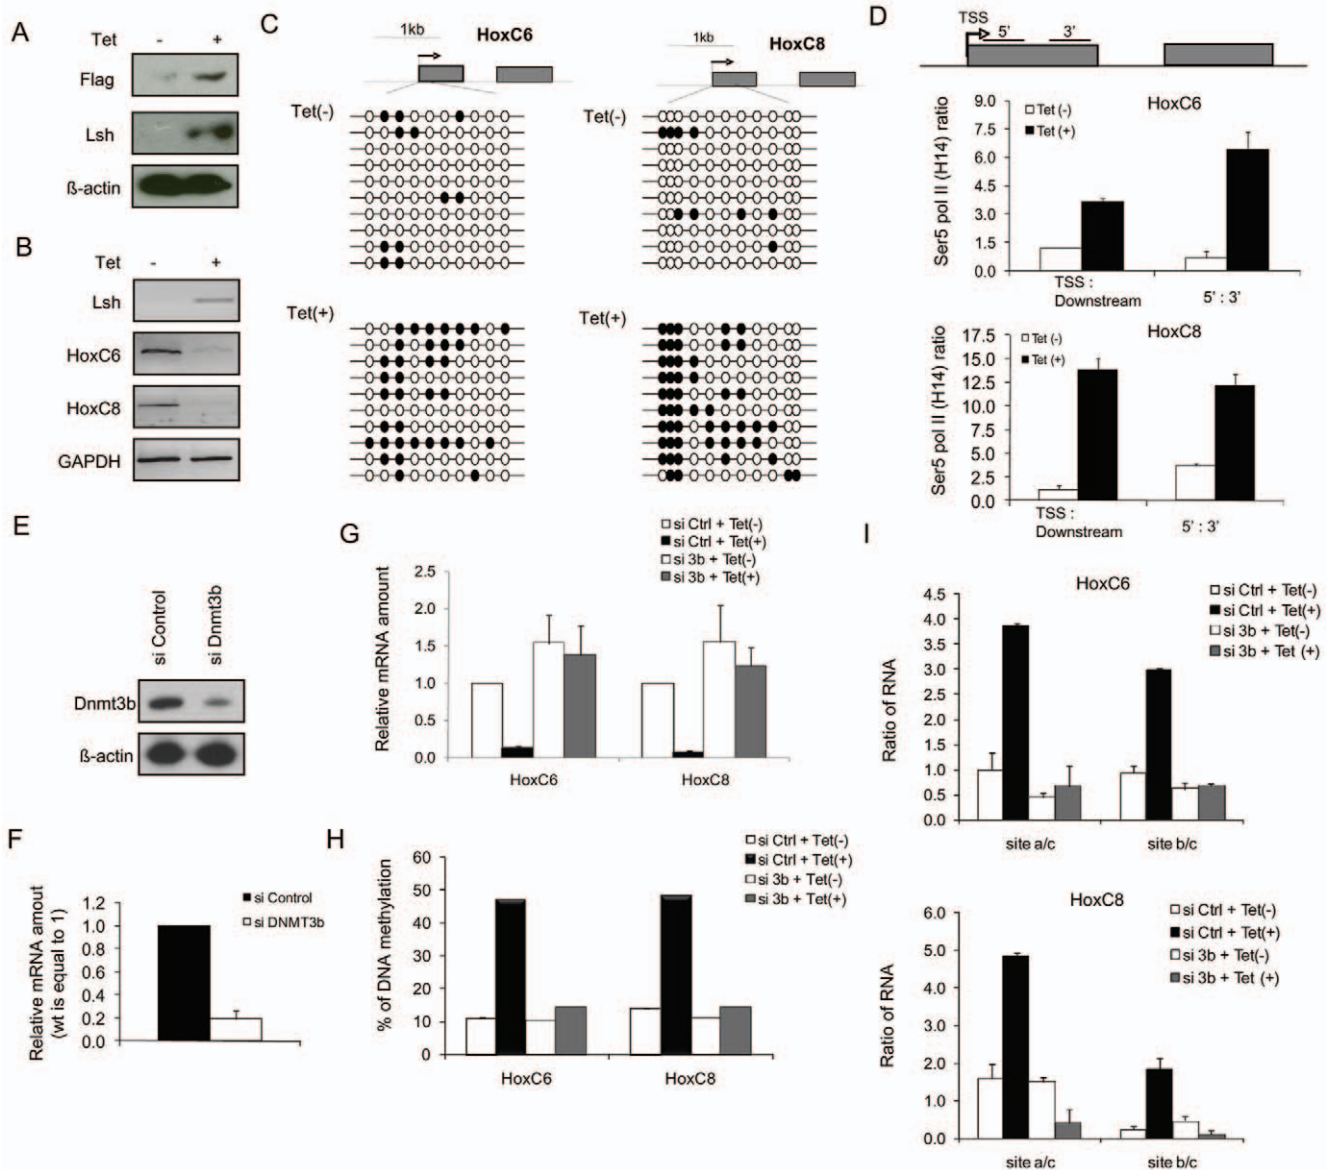 A
Tet - +
Flag
Lsh
ß-actin
B
Tet - +
Lsh
HoxC6
HoxC8
GAPDH
C
1kb HoxC6
Tet(-)
Tet(+)
1kb HoxC8
Tet(-)
Tet(+)
D
TSS 5' 3'
HoxC6
Tet (-)
Tet (+)
Ser5 pol II (H14) ratio
9.0
7.5
6.0
4.5
3.0
1.5
0.0
TSS :
Downstream
5' : 3'
HoxC8
Tet (-)
Tet (+)
Ser5 pol II (H14) ratio
17.5
15.0
12.5
10.0
7.5
5.0
2.5
0.0
TSS :
Downstream
5' : 3'
E
si Control
si Dnmt3b
Dnmt3b
ß-actin
F
Relative mRNA amout
(wt is equal to 1)
1.2
1.0
0.8
0.6
0.4
0.2
0.0
si Control
si DNMT3b
G
si Ctrl + Tet(-)
si Ctrl + Tet(+)
si 3b + Tet(-)
si 3b + Tet(+)
Relative mRNA amount
2.5
2.0
1.5
1.0
0.5
0.0
HoxC6
HoxC8
H
si Ctrl + Tet(-)
si Ctrl + Tet(+)
si 3b + Tet(-)
si 3b + Tet(+)
% of DNA methylation
60
50
40
30
20
10
0
HoxC6
HoxC8
I
HoxC6
si Ctrl + Tet(-)
si Ctrl + Tet(+)
si 3b + Tet(-)
si 3b + Tet (+)
Ratio of RNA
4.5
4.0
3.5
3.0
2.5
2.0
1.5
1.0
0.5
0.0
site a/c
site b/c
HoxC8
si Ctrl + Tet(-)
si Ctrl + Tet(+)
si 3b + Tet(-)
si 3b + Tet (+)
Ratio of RNA
6.0
5.0
4.0
3.0
2.0
1.0
0.0
site a/c
site b/c